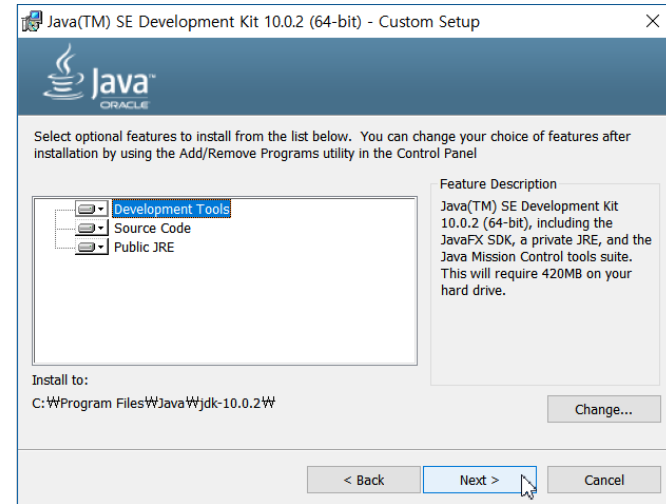 Java(TM) SE Development Kit 10.0.2 (64-bit) - Custom Setup
Java™
ORACLE
Select optional features to install from the list below. You can change your choice of features after
installation by using the Add/Remove Programs utility in the Control Panel
Development Tools
Source Code
Public JRE
Feature Description
Java(TM) SE Development Kit
10.0.2 (64-bit), including the
JavaFX SDK, a private JRE, and the
Java Mission Control tools suite.
This will require 420MB on your
hard drive.
Install to:
C:₩Program Files₩Java₩jdk-10.0.2₩
Change...
< Back
Next >
Cancel